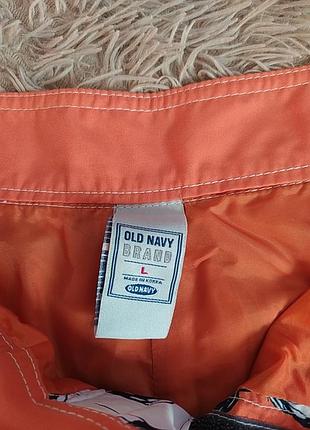 OLD NAVY
BRAND
L
MADE IN KOREA
OLD NAVY